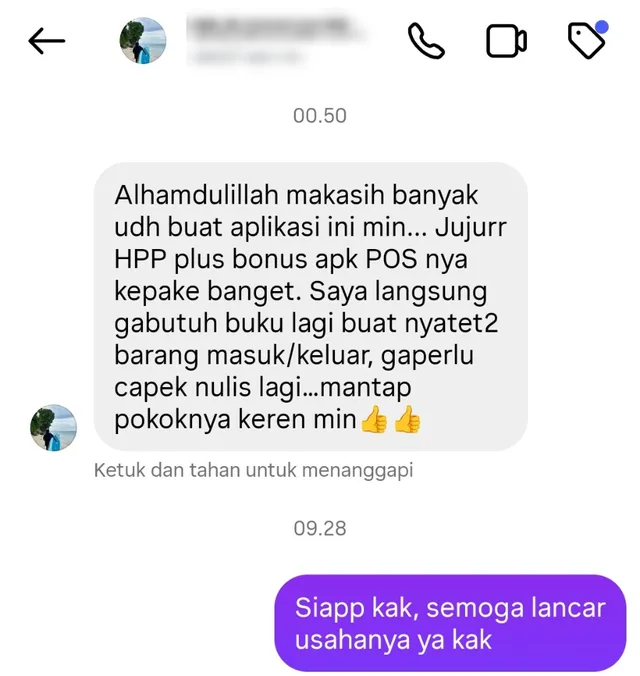 00.50
Alhamdulillah makasih banyak
udh buat aplikasi ini min... Jujurr
HPP plus bonus apk POS nya
kepake banget. Saya langsung
gabutuh buku lagi buat nyatet2
barang masuk/keluar, gaperlu
capek nulis lagi...mantap
pokoknya keren min👍👍
Ketuk dan tahan untuk menanggapi
09.28
Siapp kak, semoga lancar
usahanya ya kak